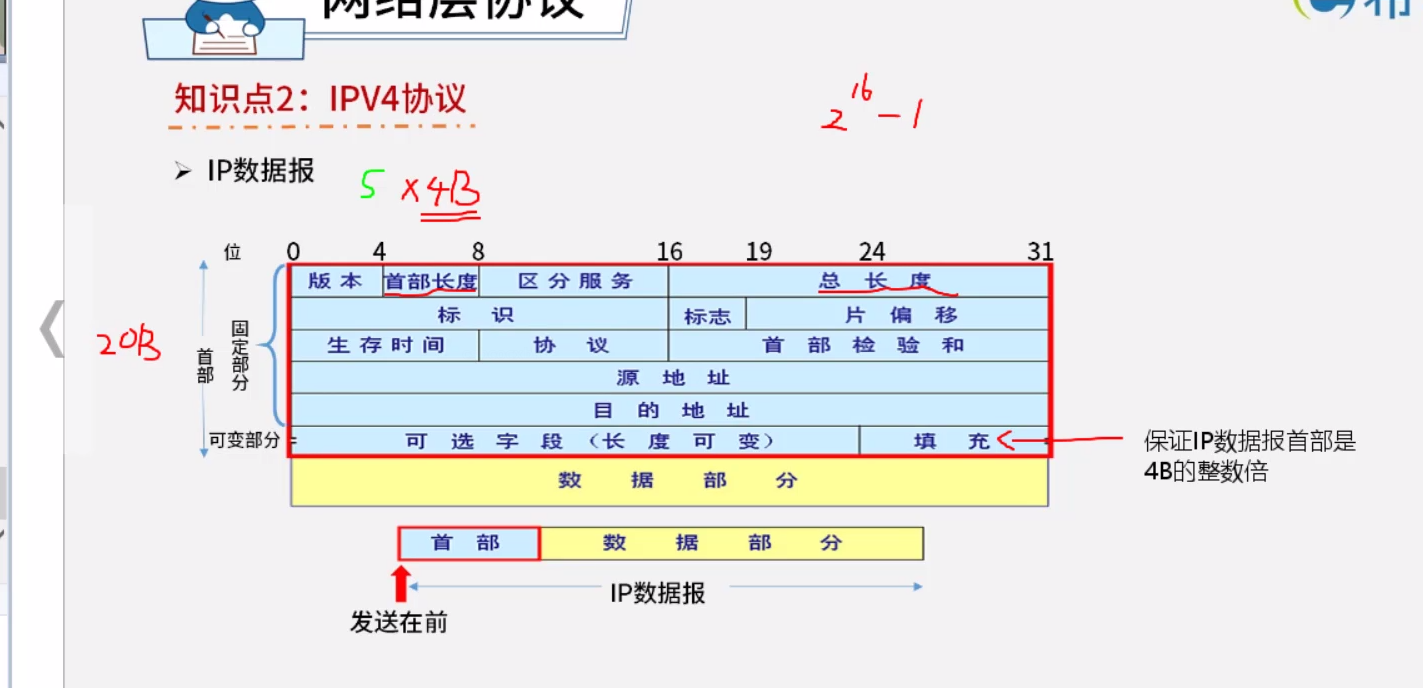 网络层协议
知识点2：IPV4协议
2^16-1
➢ IP数据报
5 ×4B
位 0 4 8 16 19 24 31
版本 首部长度 区分服务 总长度
标识 标志 片偏移
20B
首部
固定部分
生存时间 协议 首部检验和
源地址
目的地址
可变部分 可选字段（长度可变） 填充
保证IP数据报首部是
4B的整数倍
数据部分
首部 数据部分
IP数据报
发送在前